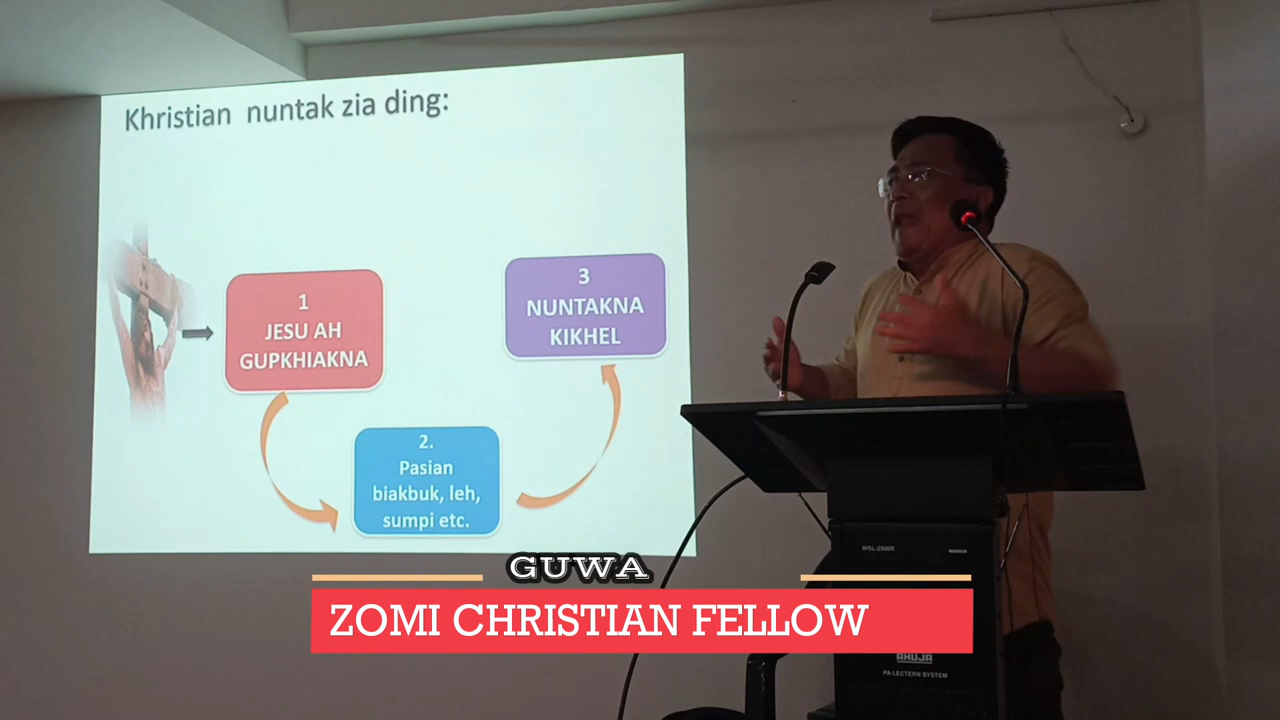 Khristian nuntak zia ding:
1
JESU AH
GUPKHIAKNA
3
NUNTAKNA
KIKHEL
2.
Pasian
biakbuk, leh,
sumpi etc.
GUWA
ZOMI CHRISTIAN FELLOW
WSL-2500R
AHUJA
PA LECTERN SYSTEM